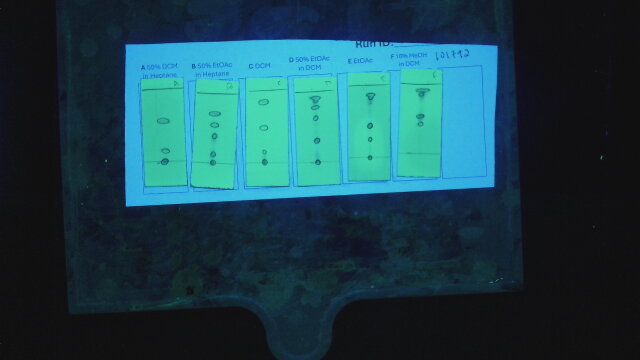 Run ID: 101792
A 50% DCM
in Heptane
B 50% EtOAc
in Heptane
C DCM
D 50% EtOAc
in DCM
E EtOAc
F 10% MeOH
in DCM